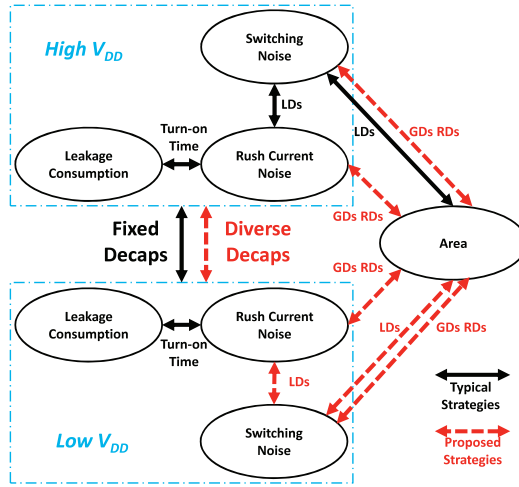 High VDD
Switching
Noise
LDs
LDs
GDs RDs
Turn-on
Time
Leakage
Consumption
Rush Current
Noise
GDs RDs
Fixed
Decaps
Diverse
Decaps
Area
GDs RDs
Leakage
Consumption
Rush Current
Noise
Turn-on
Time
LDs
GDs RDs
LDs
Typical
Strategies
Switching
Noise
Low VDD
Proposed
Strategies